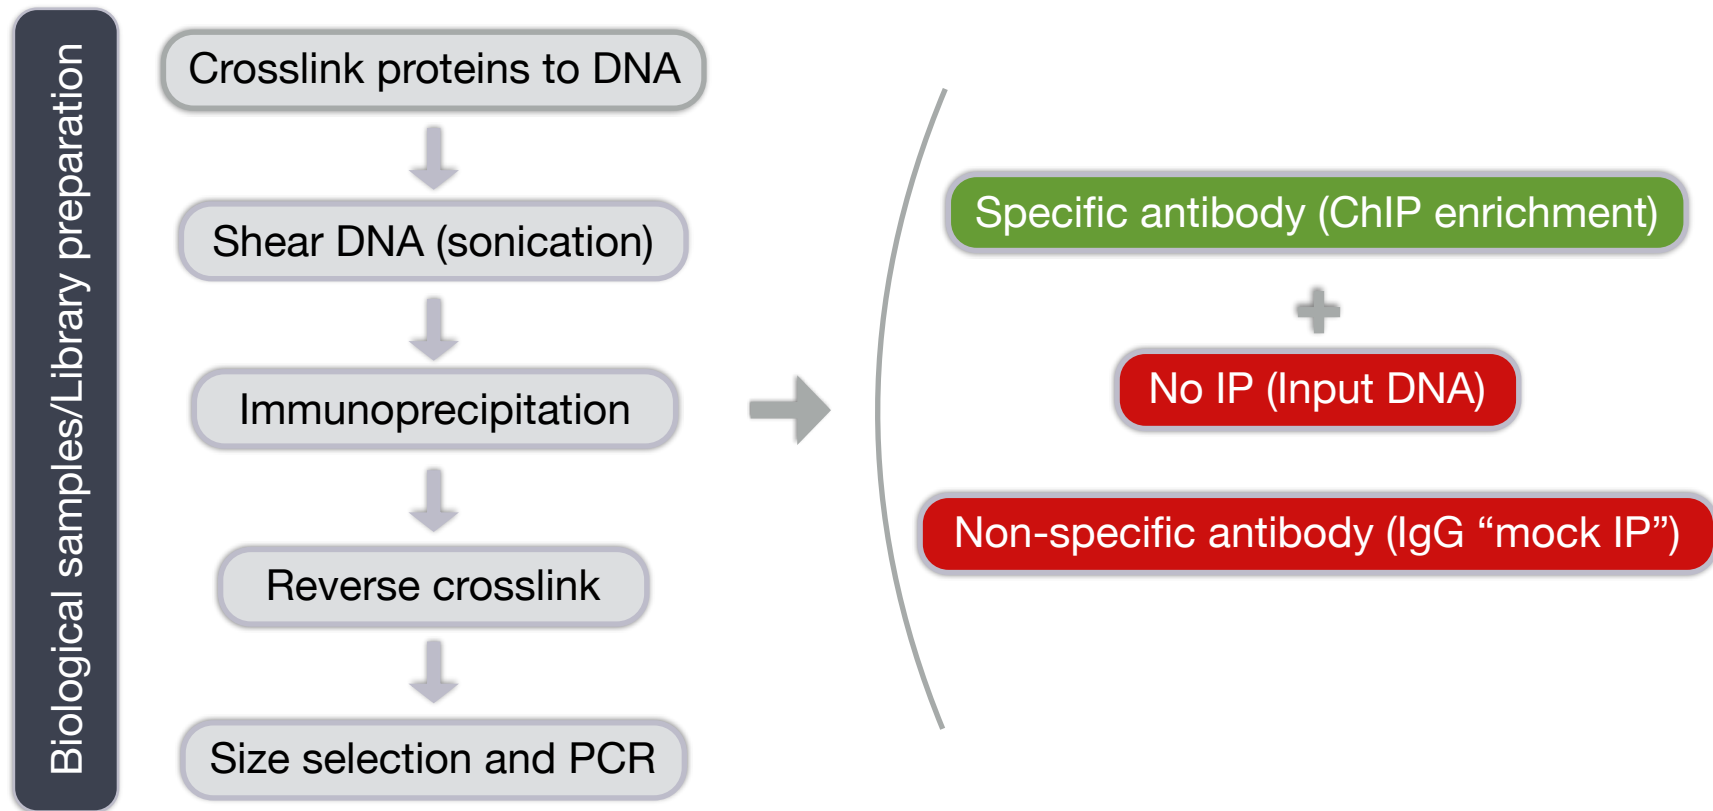 Biological samples/Library preparation
Crosslink proteins to DNA
Shear DNA (sonication)
Immunoprecipitation
Reverse crosslink
Size selection and PCR
Specific antibody (ChIP enrichment)
+
No IP (Input DNA)
Non-specific antibody (IgG “mock IP”)